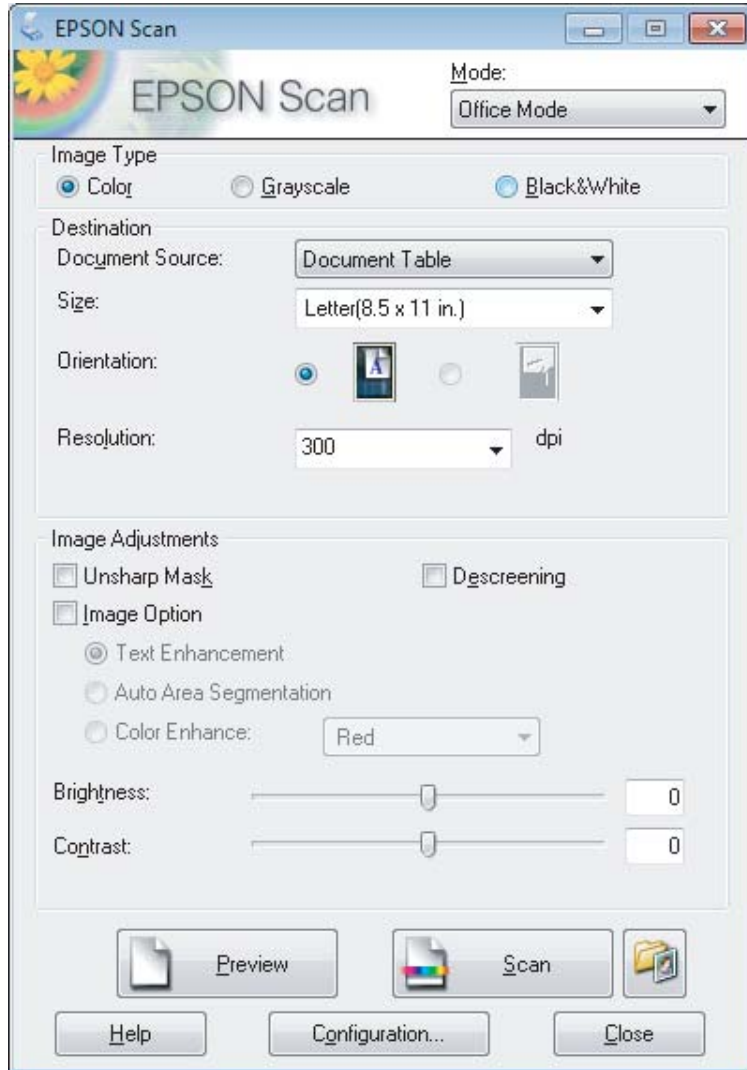 EPSON Scan
EPSON Scan
Mode:
Office Mode
Image Type
Color Grayscale Black&White
Destination
Document Source: Document Table
Size: Letter(8.5 x 11 in.)
Orientation: A
Resolution: 300 dpi
Image Adjustments
Unsharp Mask Descreening
Image Option
Text Enhancement
Auto Area Segmentation
Color Enhance: Red
Brightness: 0
Contrast: 0
Preview Scan
Help Configuration... Close